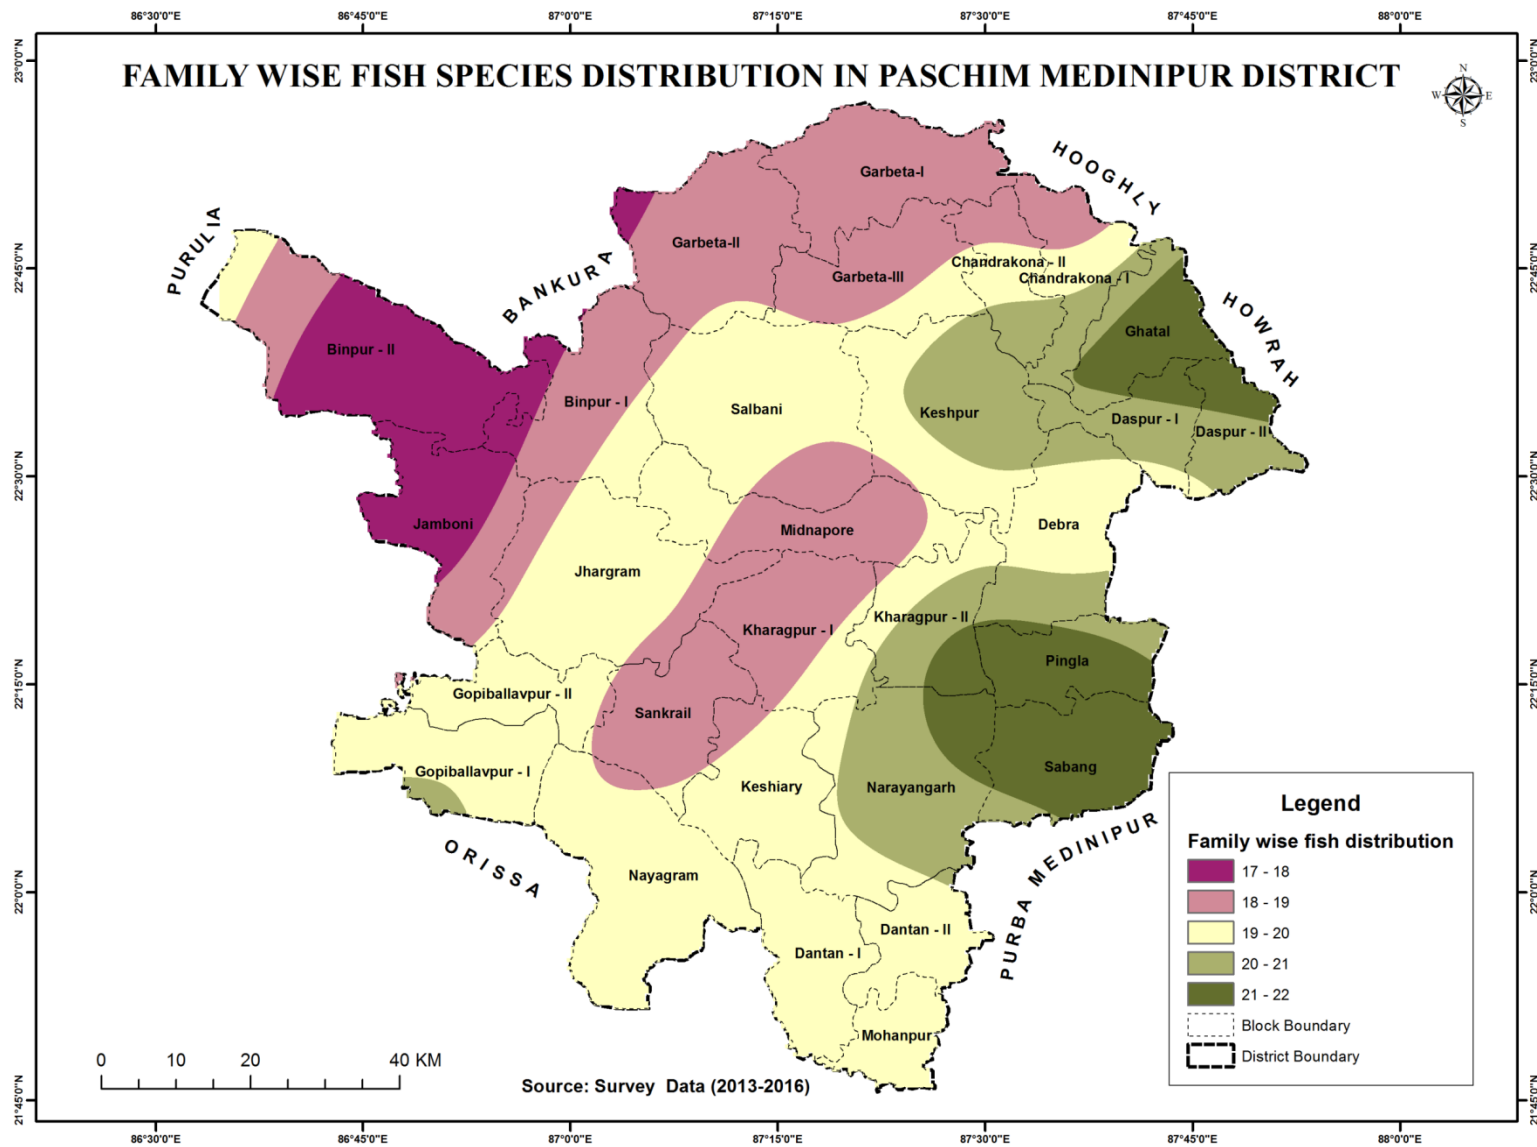 86°30'0"E 86°45'0"E 87°0'0"E 87°15'0"E 87°30'0"E 87°45'0"E 88°0'0"E
23°0'0"N 23°0'0"N
FAMILY WISE FISH SPECIES DISTRIBUTION IN PASCHIM MEDINIPUR DISTRICT
N
W E
S
HOOGHLY
Garbeta-I
PURULIA
BANKURA
Garbeta-II
Chandrakona - II
22°45'0"N 22°45'0"N
Garbeta-III
Chandrakona - I
HOWRAH
Ghatal
Binpur - II
Binpur - I
Salbani
Keshpur
Daspur - I
Daspur - II
22°30'0"N 22°30'0"N
Jamboni
Midnapore
Debra
Jhargram
Kharagpur - II
Kharagpur - I
Pingla
22°15'0"N 22°15'0"N
Gopiballavpur - II
Sankrail
Gopiballavpur - I
Sabang
Keshiary
Narayangarh
ORISSA
PURBA MEDINIPUR
Nayagram
22°0'0"N 22°0'0"N
Dantan - II
Dantan - I
Mohanpur
Legend
Family wise fish distribution
17 - 18
18 - 19
19 - 20
20 - 21
21 - 22
Block Boundary
District Boundary
0 10 20 40 KM
Source: Survey Data (2013-2016)
21°45'0"N 21°45'0"N
86°30'0"E 86°45'0"E 87°0'0"E 87°15'0"E 87°30'0"E 87°45'0"E 88°0'0"E